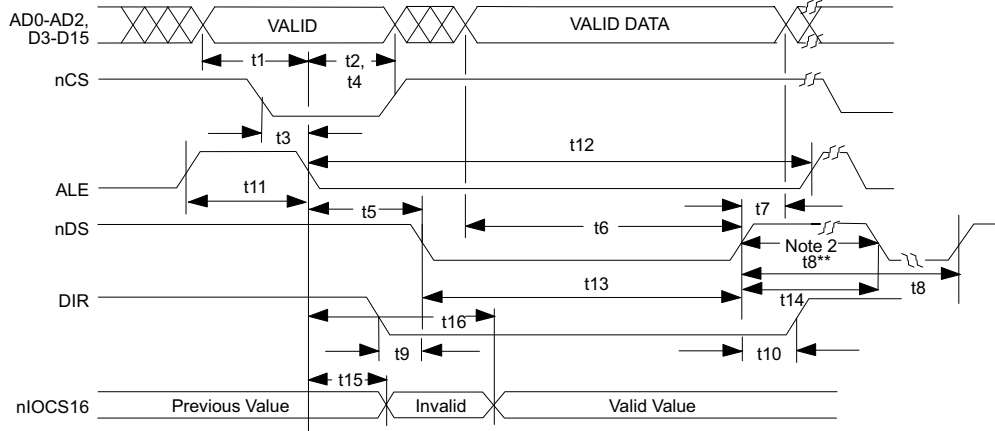 AD0-AD2,
D3-D15
VALID
VALID DATA
t1
t2,
t4
nCS
t3
t12
ALE
t11
t5
t7
nDS
t6
Note 2
t8**
t8
t13
t14
DIR
t16
t9
t10
t15
nIOCS16
Previous Value
Invalid
Valid Value